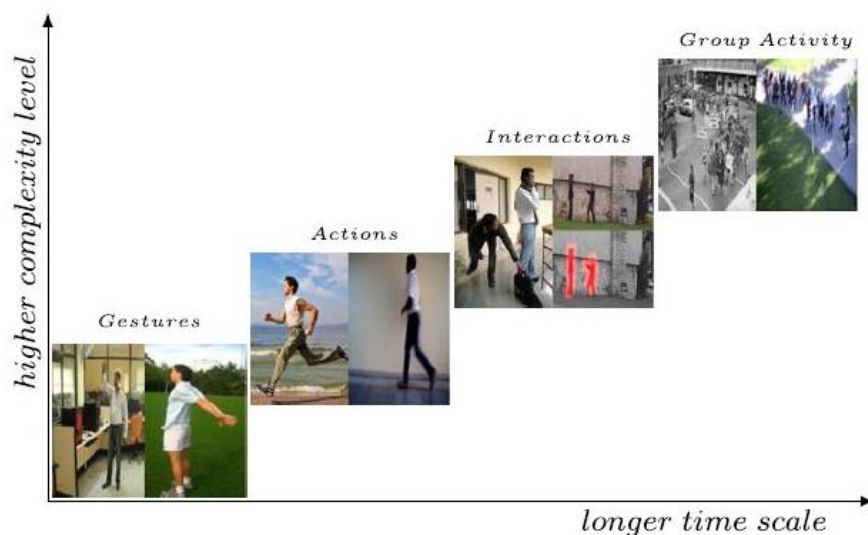 Group Activity
Interactions
Actions
Gestures
higher complexity level
longer time scale